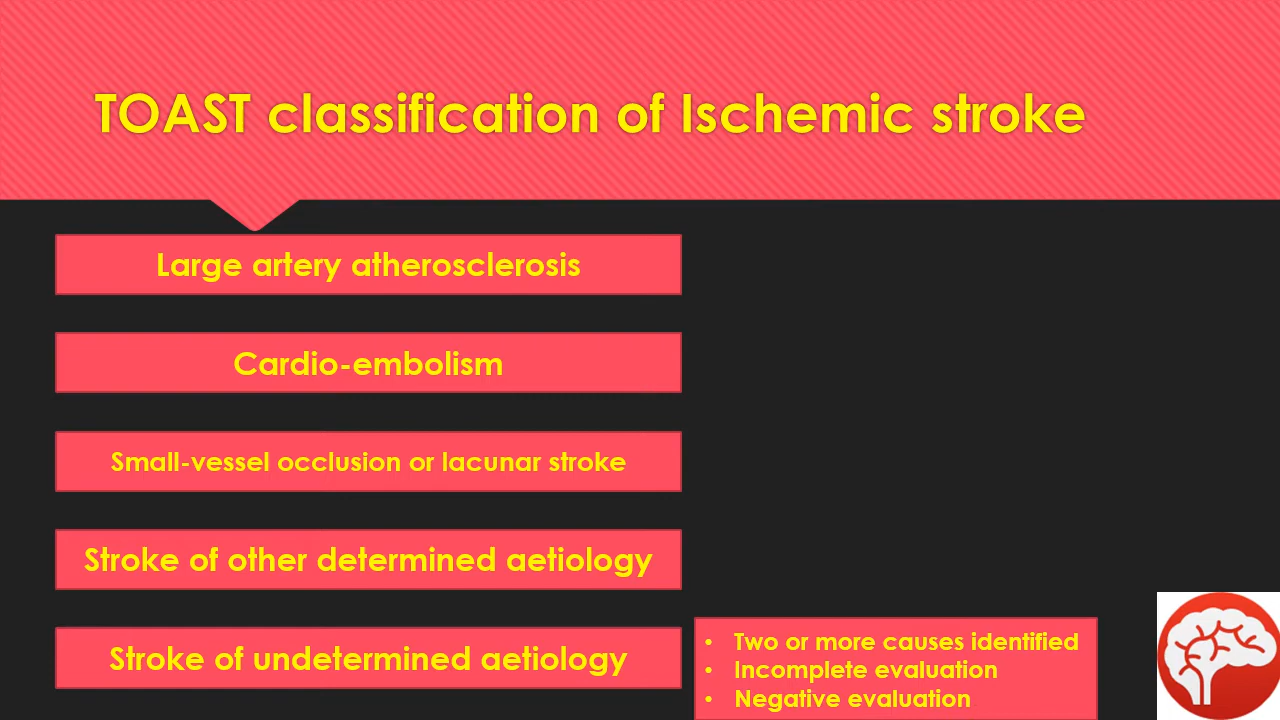 TOAST classification of Ischemic stroke
Large artery atherosclerosis
Cardio-embolism
Small-vessel occlusion or lacunar stroke
Stroke of other determined aetiology
Stroke of undetermined aetiology
• Two or more causes identified
• Incomplete evaluation
• Negative evaluation